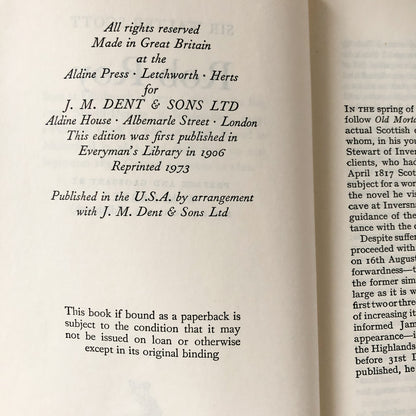 All rights reserved
Made in Great Britain
at the
Aldine Press · Letchworth · Herts
for
J. M. DENT & SONS LTD
Aldine House · Albemarle Street · London
This edition was first published in
Everyman's Library in 1906
Reprinted 1973
Published in the U.S.A. by arrangement
with J. M. Dent & Sons Ltd
This book if bound as a paperback is
subject to the condition that it may
not be issued on loan or otherwise
except in its original binding
IN THE spring of
follow Old Morta
actual Scottish
whom, in his you
Stewart of Invern
clients, who had
April 1817 Scot
subject for a wor
the novel he vis
cave at Inversna
guidance of the
tance with the c
Despite suffer
proceeded with
on 16th August
forwardness—t
the former sim
large as it is w
first two or thre
of increasing it
informed Jam
appearance—i
the Highlands
before 31st D
published, he